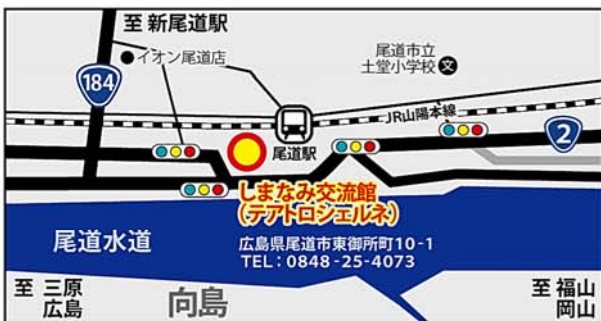 至 新尾道駅
●イオン尾道店
184
尾道市立
土堂小学校 文
JR山陽本線
2
尾道駅
しまなみ交流館
(テアトロシェルネ)
尾道水道
広島県尾道市東御所町10-1
TEL:0848-25-4073
至 三原
広島
向島
至 福山
岡山